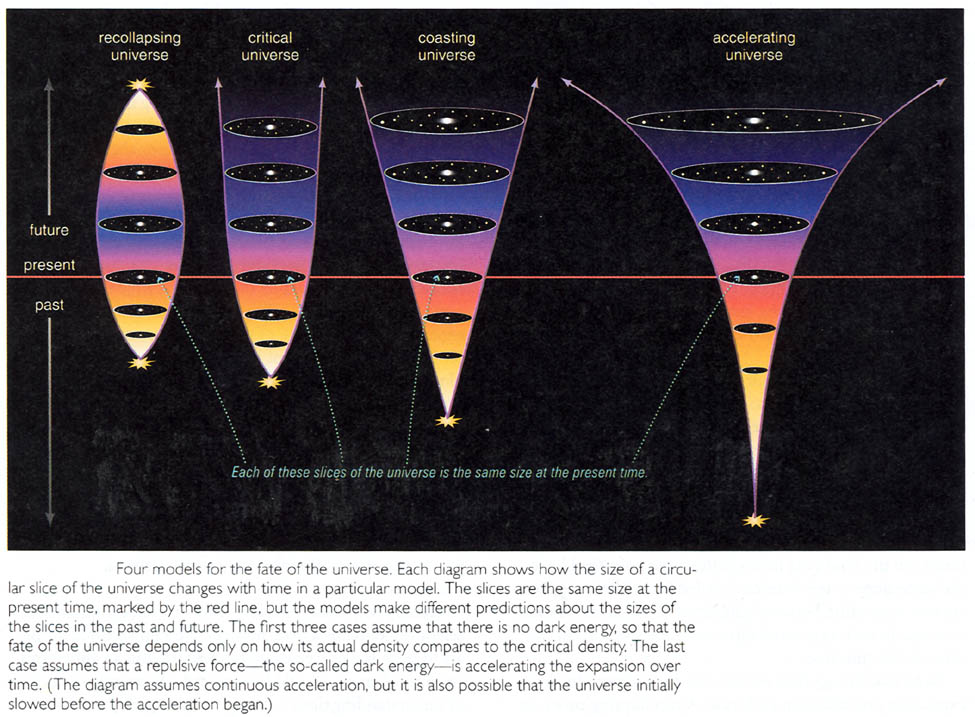 recollapsing
universe
critical
universe
coasting
universe
accelerating
universe
future
present
past
Each of these slices of the universe is the same size at the present time.
Four models for the fate of the universe. Each diagram shows how the size of a circu-
lar slice of the universe changes with time in a particular model. The slices are the same size at the
present time, marked by the red line, but the models make different predictions about the sizes of
the slices in the past and future. The first three cases assume that there is no dark energy, so that the
fate of the universe depends only on how its actual density compares to the critical density. The last
case assumes that a repulsive force—the so-called dark energy—is accelerating the expansion over
time. (The diagram assumes continuous acceleration, but it is also possible that the universe initially
slowed before the acceleration began.)